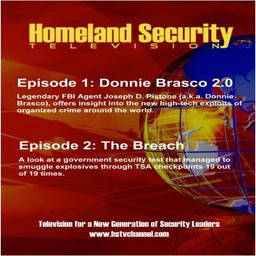 Homeland Security
TELEVISION
Episode 1: Donnie Brasco 2.0
Legendary FBI Agent Joseph D. Pistone (a.k.a. Donnie
Brasco), offers insight into the new high-tech exploits of
organized crime around the world.
Episode 2: The Breach
A look at a government security test that managed to
smuggle explosives through TSA checkpoints 19 out
of 19 times.
Television for a New Generation of Security Leaders
www.hstvchannel.com